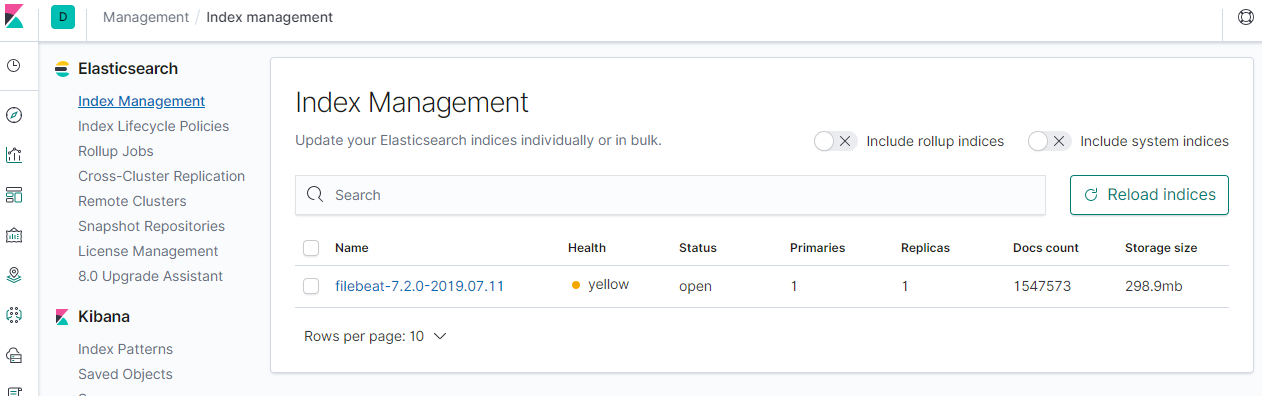 D Management / Index management
Elasticsearch
Index Management
Index Lifecycle Policies
Rollup Jobs
Cross-Cluster Replication
Remote Clusters
Snapshot Repositories
License Management
8.0 Upgrade Assistant
Kibana
Index Patterns
Saved Objects
Index Management
Update your Elasticsearch indices individually or in bulk.
Include rollup indices
Include system indices
Search
Reload indices
Name Health Status Primaries Replicas Docs count Storage size
filebeat-7.2.0-2019.07.11 yellow open 1 1 1547573 298.9mb
Rows per page: 10